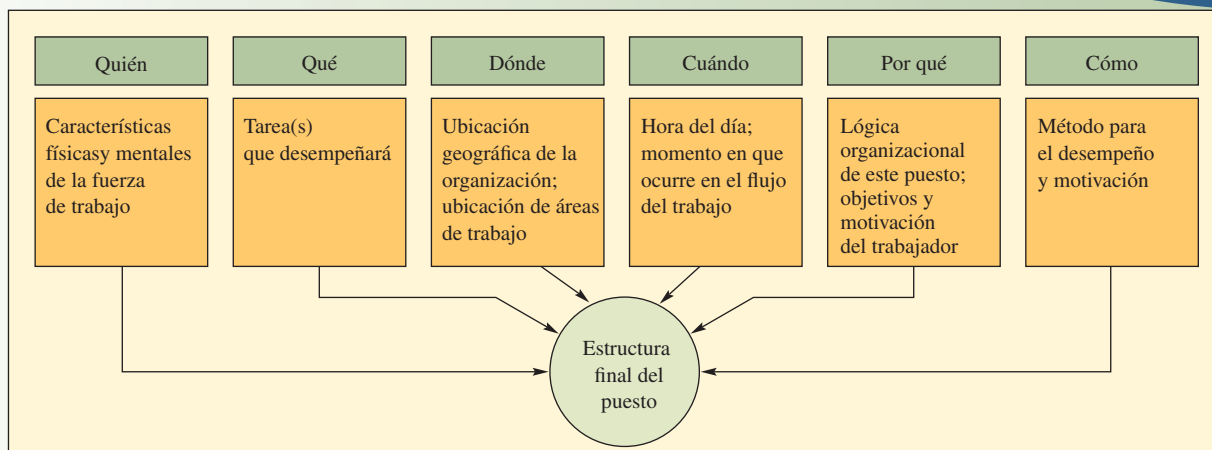 Quién
Características
físicasy mentales
de la fuerza
de trabajo
Qué
Tarea(s)
que desempeñará
Dónde
Ubicación
geográfica de la
organización;
ubicación de áreas
de trabajo
Cuándo
Hora del día;
momento en que
ocurre en el flujo
del trabajo
Por qué
Lógica
organizacional
de este puesto;
objetivos y
motivación
del trabajador
Cómo
Método para
el desempeño
y motivación
Estructura
final del
puesto